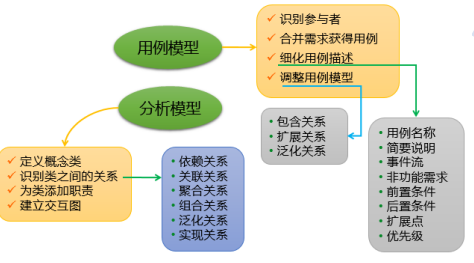 用例模型
识别参与者
合并需求获得用例
细化用例描述
调整用例模型
分析模型
包含关系
扩展关系
泛化关系
用例名称
简要说明
事件流
非功能需求
前置条件
后置条件
扩展点
优先级
定义概念类
识别类之间的关系
为类添加职责
建立交互图
依赖关系
关联关系
聚合关系
组合关系
泛化关系
实现关系